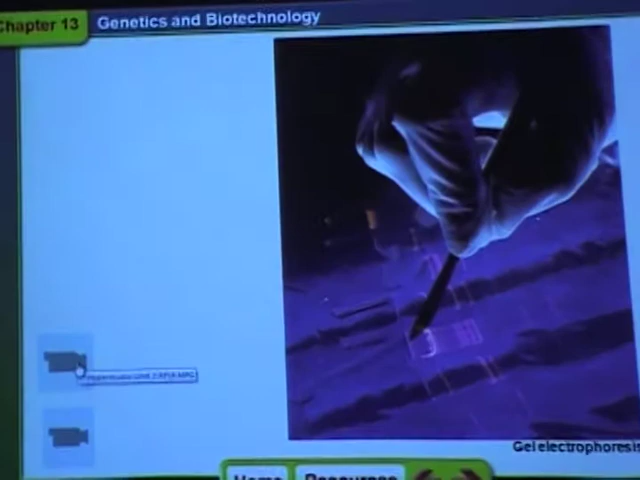 Chapter 13
Genetics and Biotechnology
Gel electrophoresis
Home
Resources